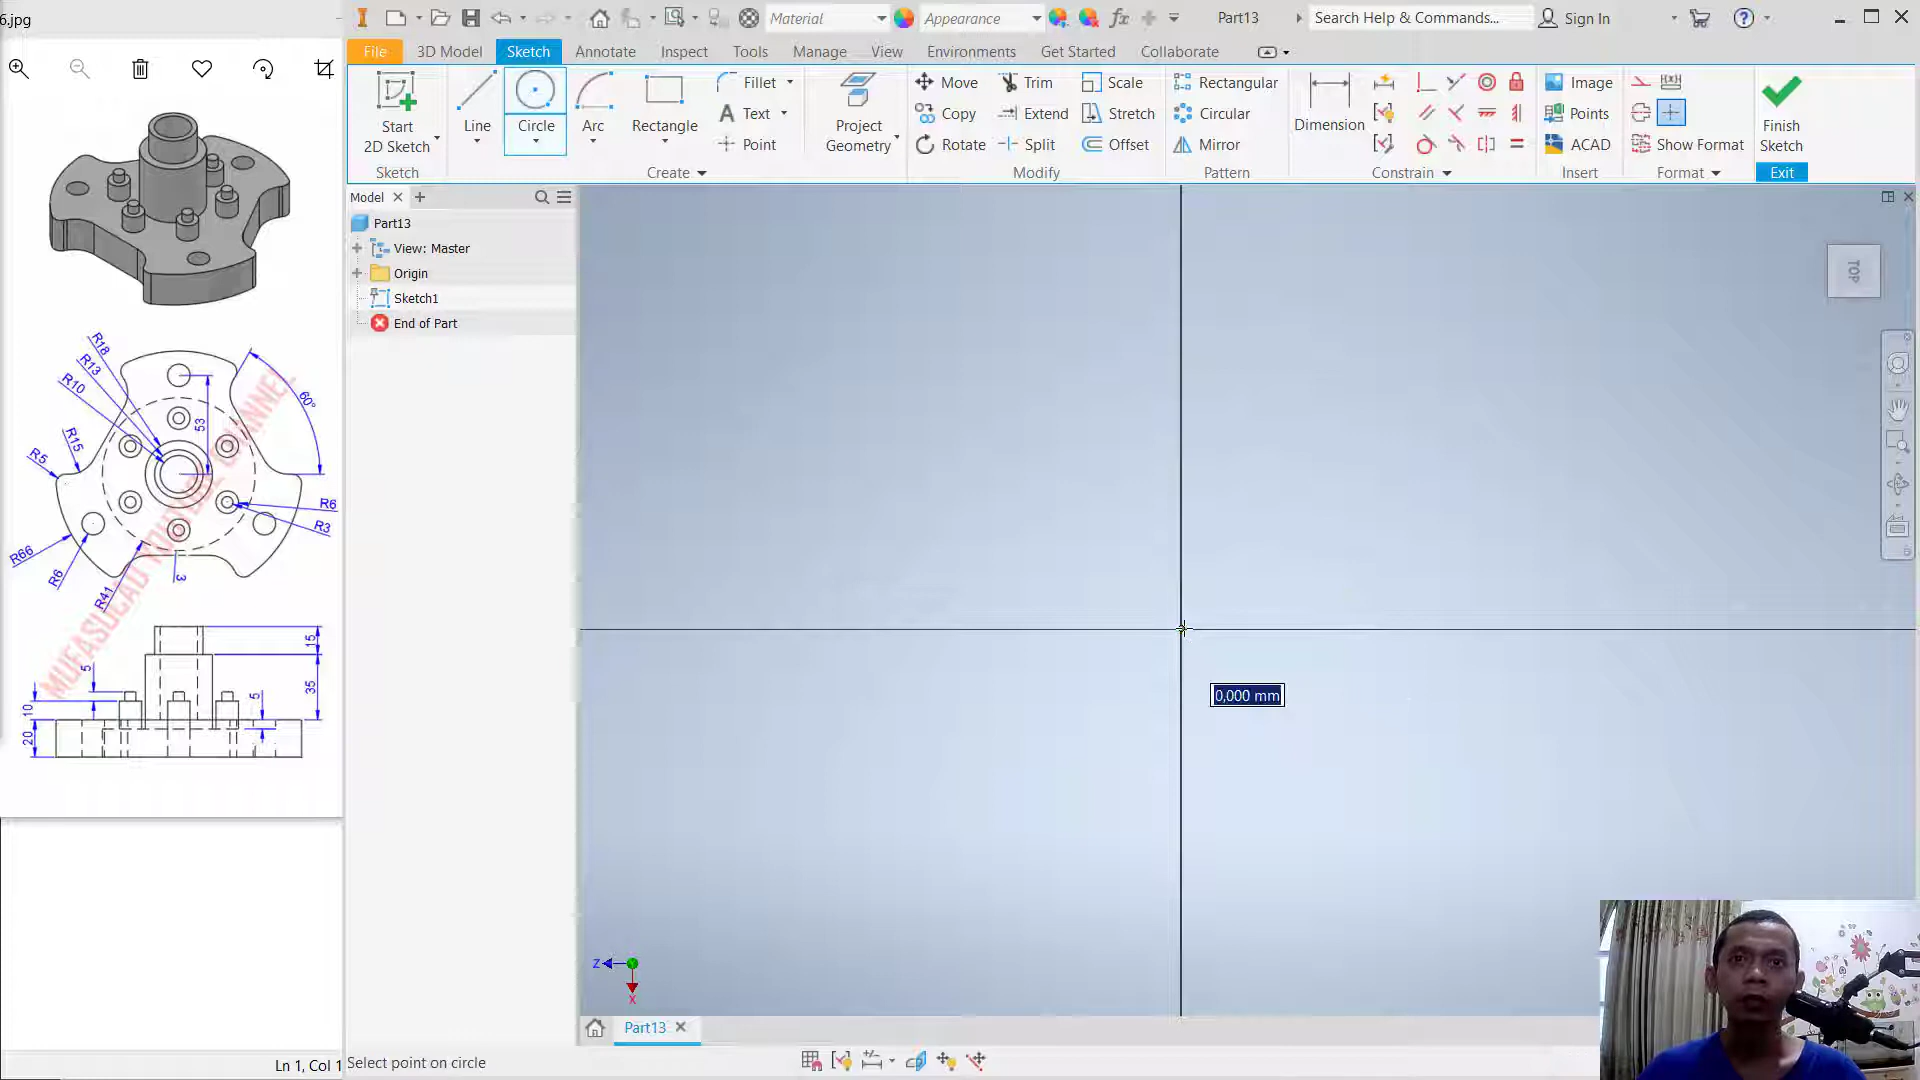 6.jpg
Material
Appearance
Part13
Search Help & Commands...
Sign In
File
3D Model
Sketch
Annotate
Inspect
Tools
Manage
View
Environments
Get Started
Collaborate
Start
2D Sketch
Line
Circle
Arc
Rectangle
Fillet
Text
Point
Project
Geometry
Move
Copy
Rotate
Trim
Extend
Split
Scale
Stretch
Offset
Rectangular
Circular
Mirror
Dimension
Image
Points
ACAD
Show Format
Finish
Sketch
Sketch
Create
Modify
Pattern
Constrain
Insert
Format
Exit
Model
Part13
View: Master
Origin
Sketch1
End of Part
TOP
R18
R13
R10
R15
R5
60°
53
R6
R3
R66
R6
R41
3
MUFASUCAD YOUTUBE CHANNEL
15
35
5
5
10
20
0,000 mm
Z
X
Part13
Ln 1, Col 1
Select point on circle